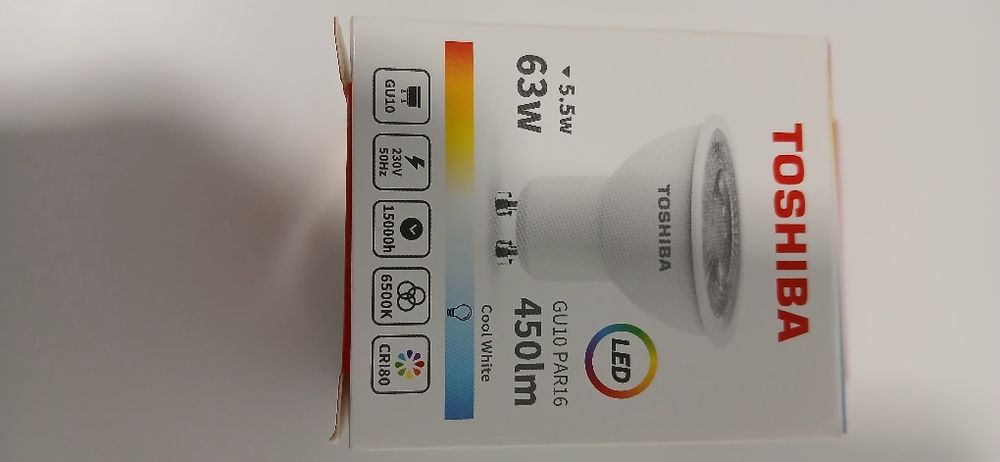 TOSHIBA
TOSHIBA
LED
5.5w
63w
GU10 PAR16
450lm
Cool White
GU10
230V
50Hz
15000h
6500K
CRI80